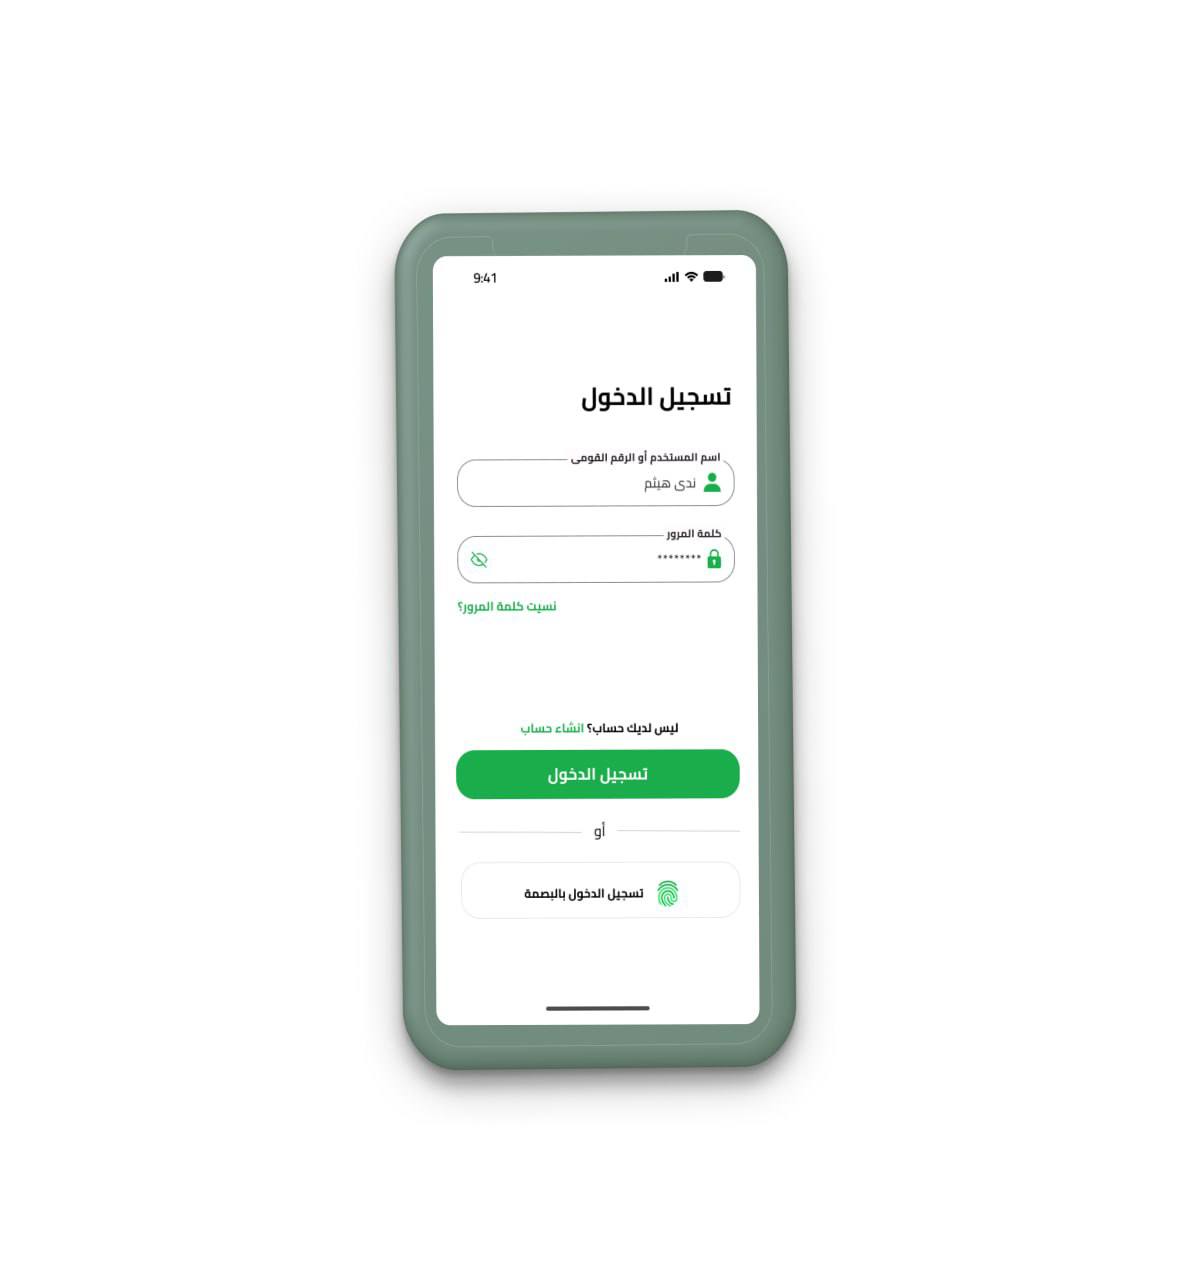 9:41
تسجيل الدخول
اسم المستخدم أو الرقم القومى
ندى هيثم
كلمة المرور
********
نسيت كلمة المرور؟
ليس لديك حساب؟ انشاء حساب
تسجيل الدخول
أو
تسجيل الدخول بالبصمة